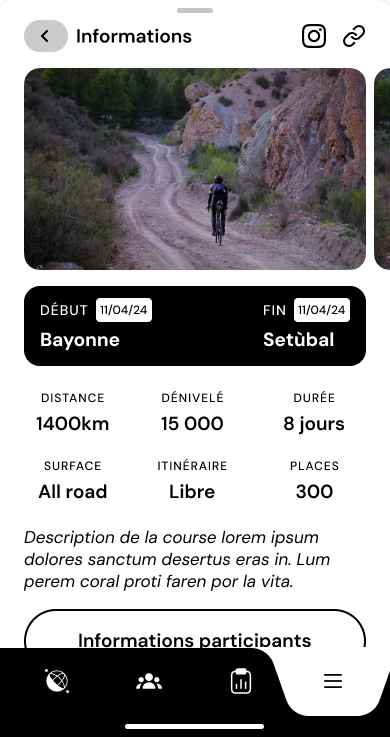 Informations
DÉBUT 11/04/24 FIN 11/04/24
Bayonne Setùbal
DISTANCE DÉNIVELÉ DURÉE
1400km 15 000 8 jours
SURFACE ITINÉRAIRE PLACES
All road Libre 300
Description de la course lorem ipsum
dolores sanctum desertus eras in. Lum
perem coral proti faren por la vita.
Informations participants